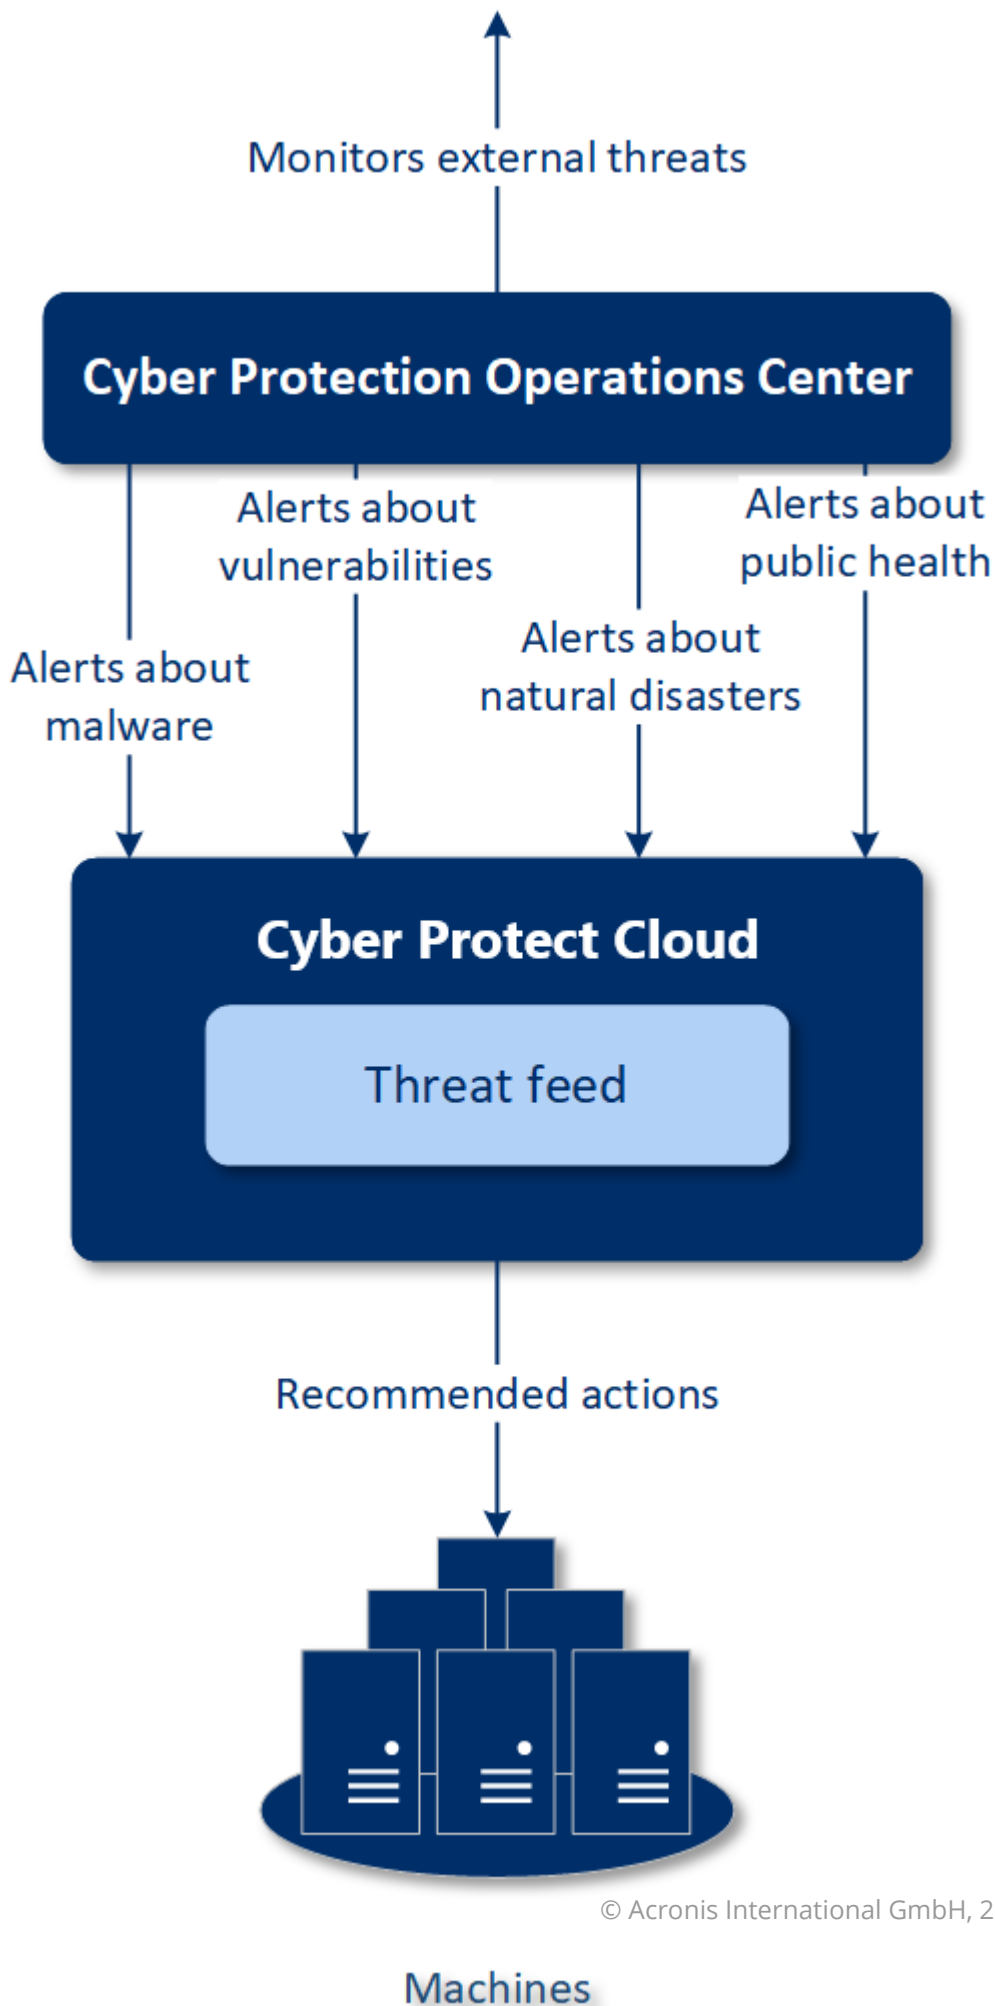 Monitors external threats
Cyber Protection Operations Center
Alerts about
vulnerabilities
Alerts about
public health
Alerts about
natural disasters
Alerts about
malware
Cyber Protect Cloud
Threat feed
Recommended actions
© Acronis International GmbH, 2
Machines